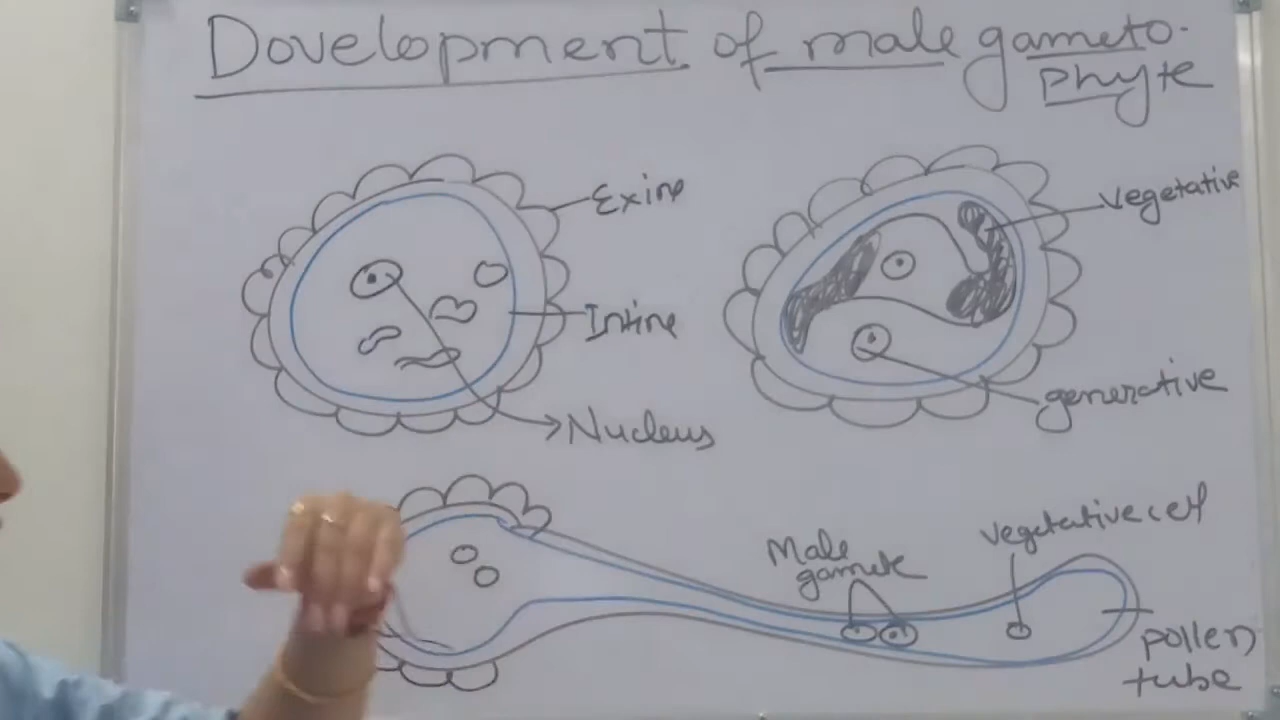 Dovelopment of male gameto-
phyte
Exine
Vegetative
Intine
generative
Nucleus
Vegetative cell
Male
gamete
pollen
tube